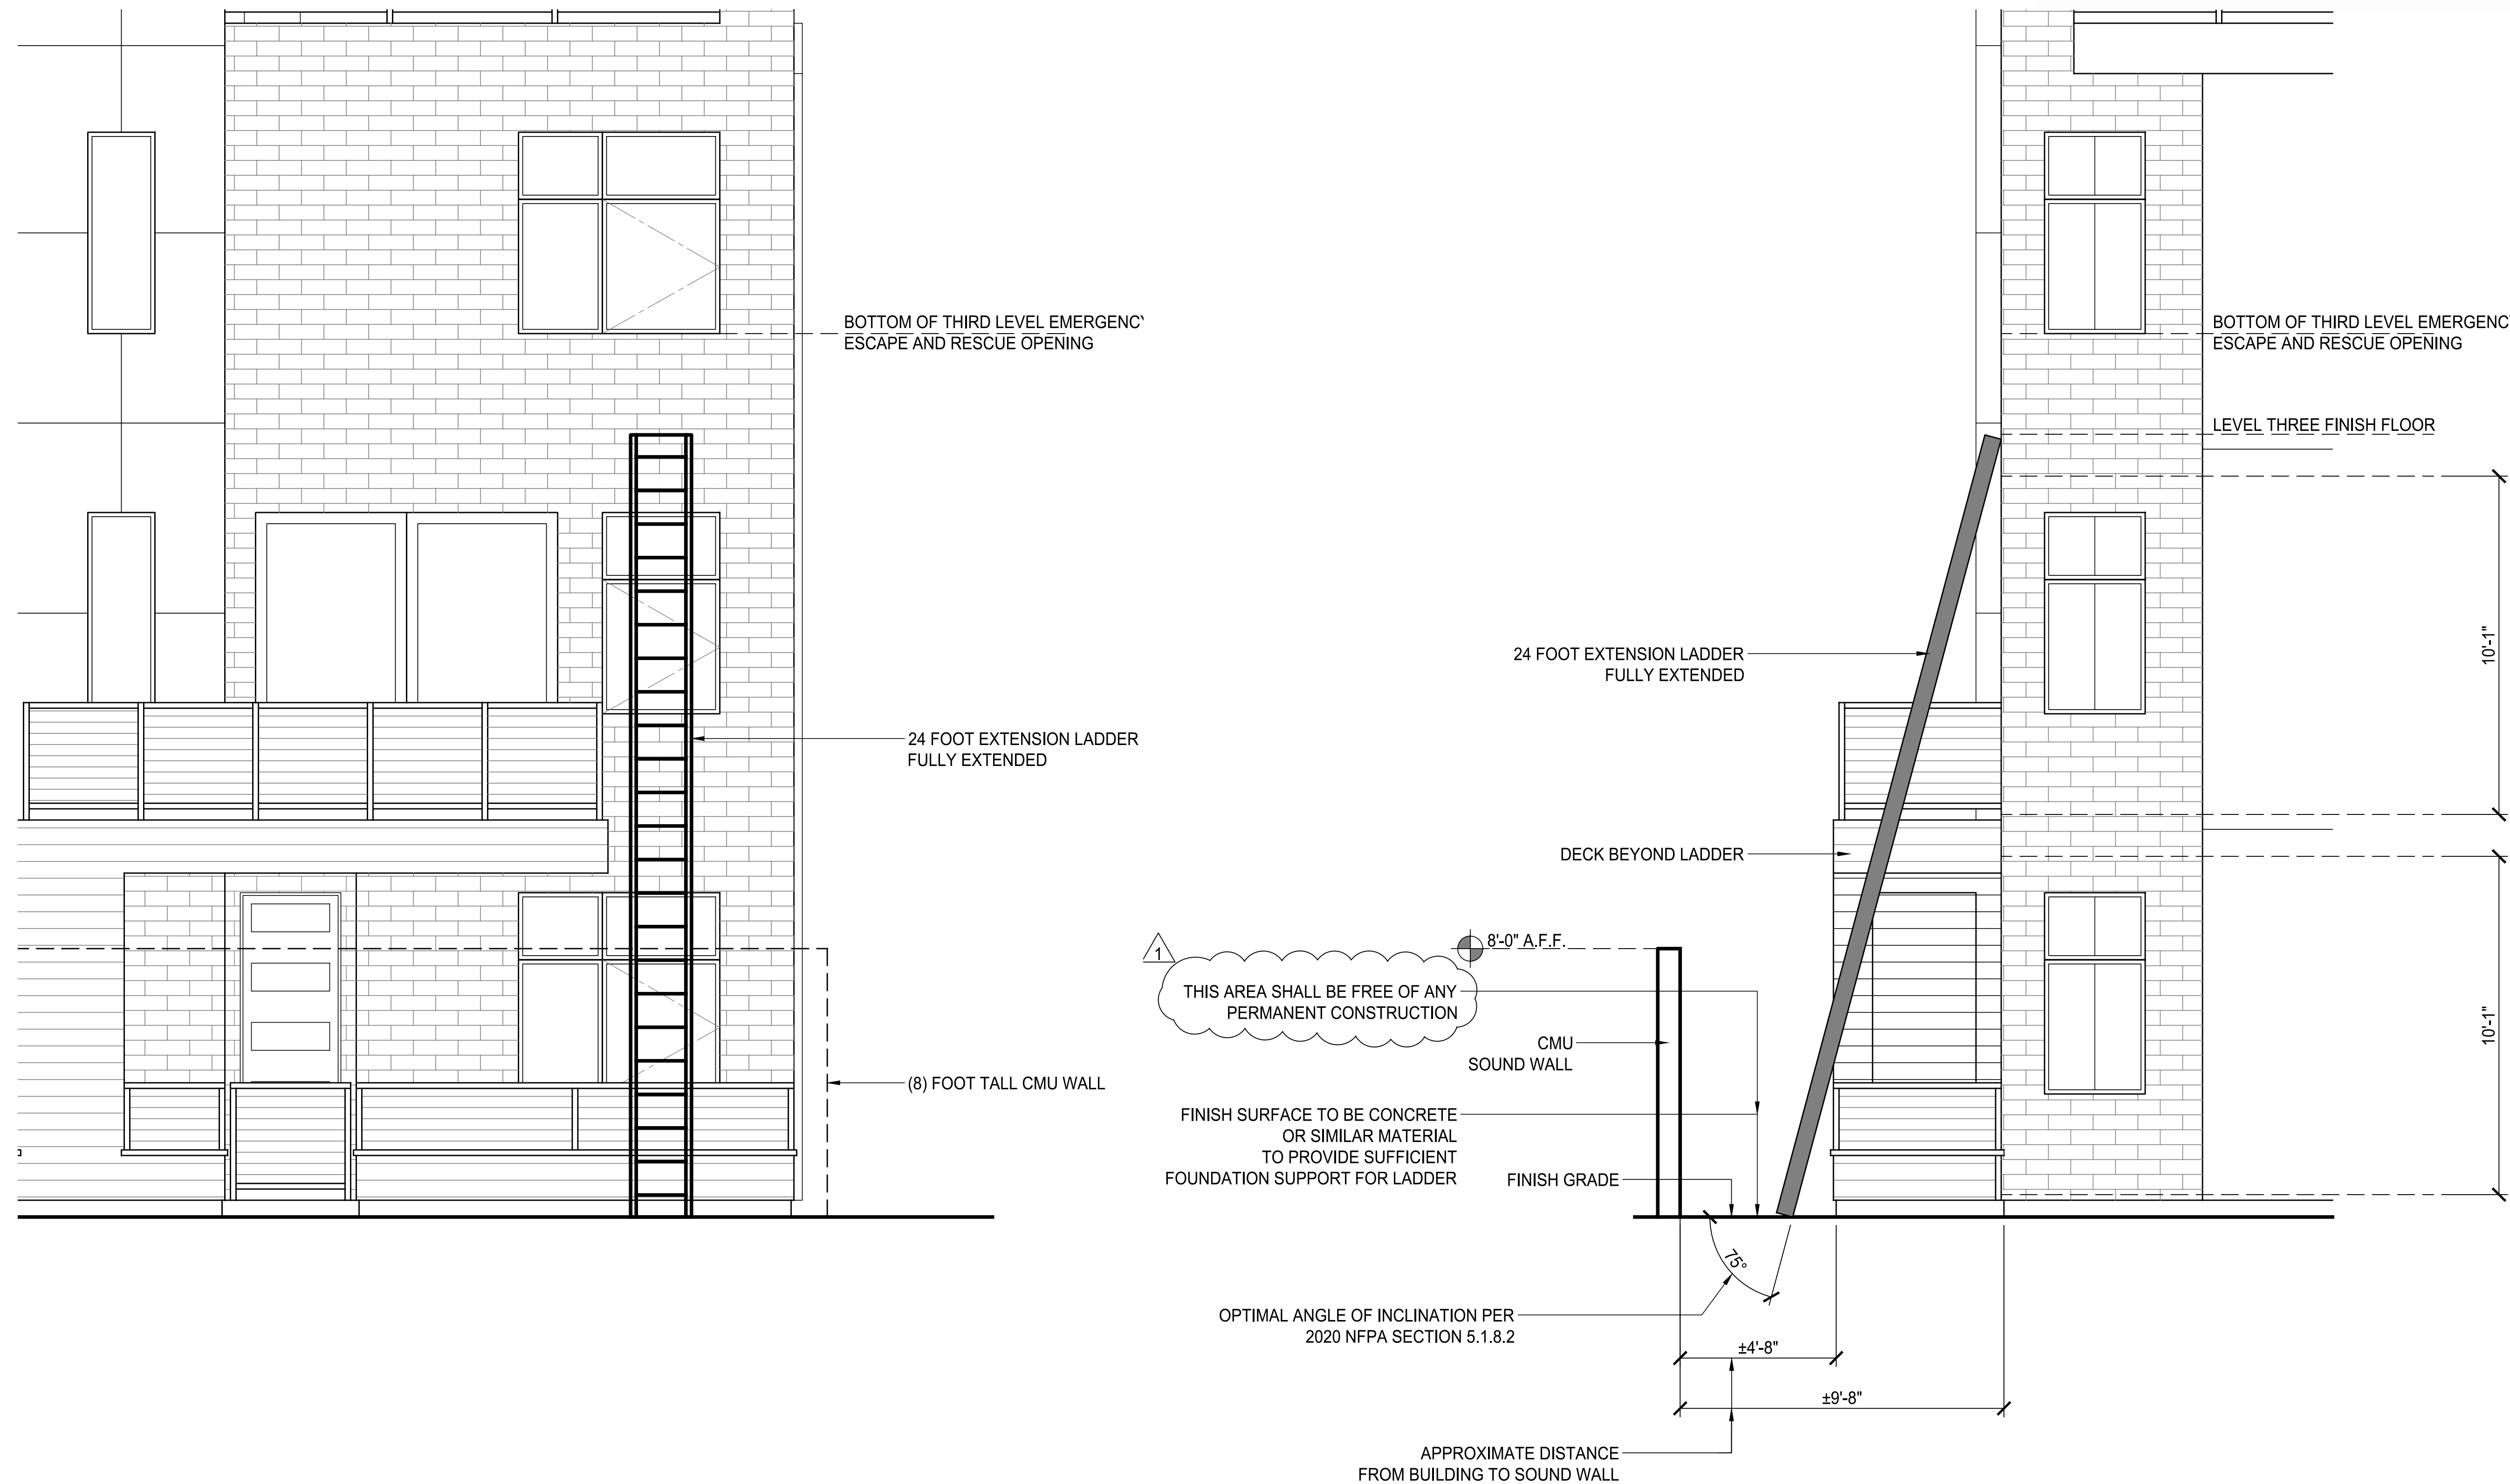 BOTTOM OF THIRD LEVEL EMERGENCY
ESCAPE AND RESCUE OPENING
24 FOOT EXTENSION LADDER
FULLY EXTENDED
(8) FOOT TALL CMU WALL
BOTTOM OF THIRD LEVEL EMERGENC
ESCAPE AND RESCUE OPENING
LEVEL THREE FINISH FLOOR
10'-1"
24 FOOT EXTENSION LADDER
FULLY EXTENDED
DECK BEYOND LADDER
1
8'-0" A.F.F.
THIS AREA SHALL BE FREE OF ANY
PERMANENT CONSTRUCTION
CMU
SOUND WALL
10'-1"
FINISH SURFACE TO BE CONCRETE
OR SIMILAR MATERIAL
TO PROVIDE SUFFICIENT
FOUNDATION SUPPORT FOR LADDER
FINISH GRADE
75°
OPTIMAL ANGLE OF INCLINATION PER
2020 NFPA SECTION 5.1.8.2
±4'-8"
±9'-8"
APPROXIMATE DISTANCE
FROM BUILDING TO SOUND WALL